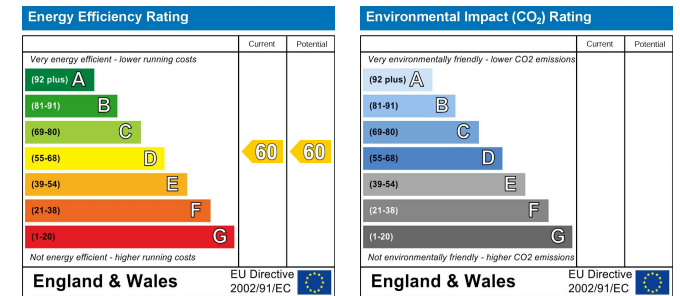 Energy Efficiency Rating
Current Potential
Very energy efficient - lower running costs
(92 plus) A
(81-91) B
(69-80) C
(55-68) D
60 60
(39-54) E
(21-38) F
(1-20) G
Not energy efficient - higher running costs
England & Wales
EU Directive
2002/91/EC
Environmental Impact (CO₂) Rating
Current Potential
Very environmentally friendly - lower CO2 emissions
(92 plus) A
(81-91) B
(69-80) C
(55-68) D
(39-54) E
(21-38) F
(1-20) G
Not environmentally friendly - higher CO2 emissions
England & Wales
EU Directive
2002/91/EC